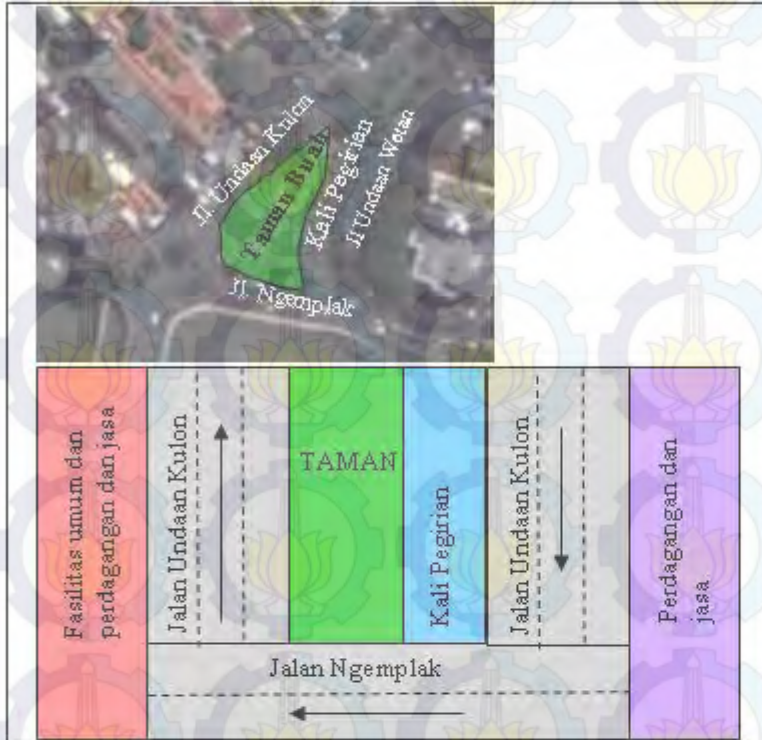 Jl. Undaan Kulon
Taman Buah
Kali Pegirian
Jl Undaan Wetan
Jl. Ngemplak
Fasilitas umum dan
perdagangan dan jasa
Jalan Undaan Kulon
TAMAN
Kali Pegirian
Jalan Undaan Kulon
Perdagangan dan
jasa
Jalan Ngemplak